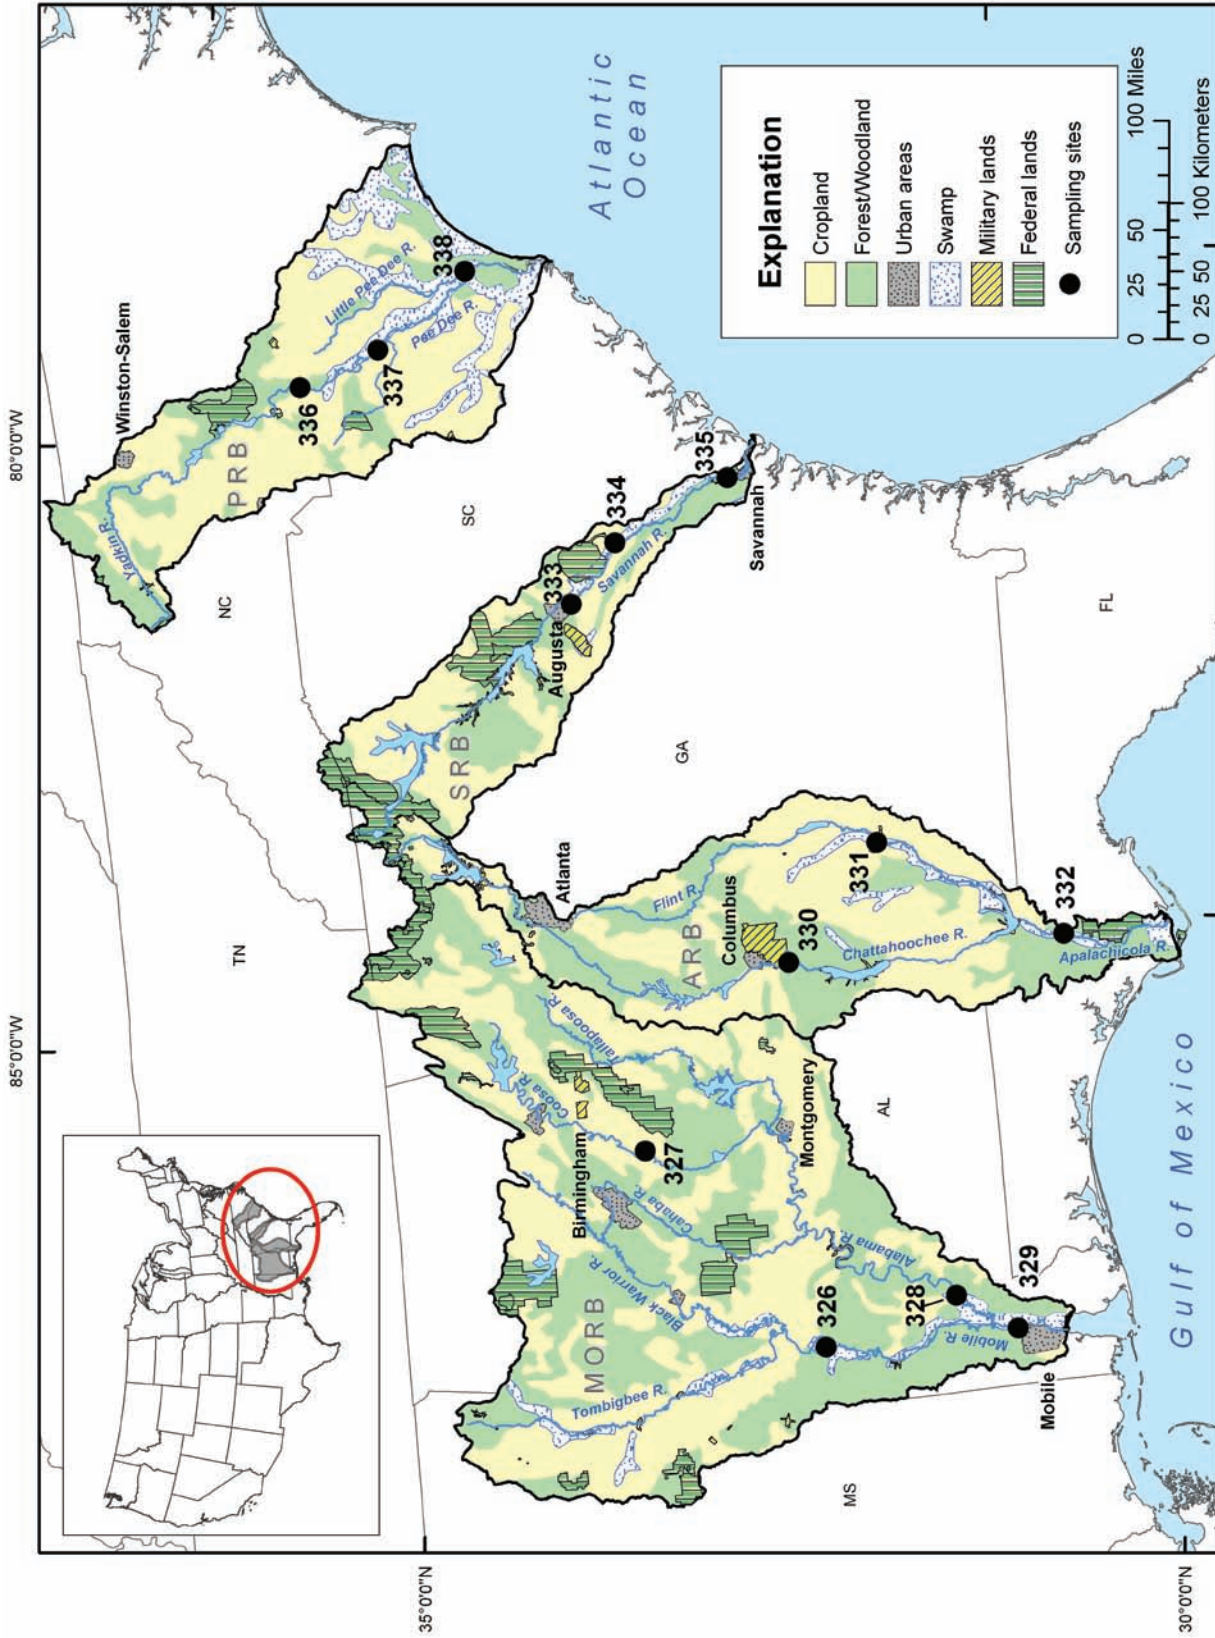 85°0'0"W
80°0'0"W
35°0'0"N
30°0'0"N
TN
NC
SC
GA
AL
MS
FL
MORB
ARB
SRB
PRB
Winston-Salem
Yadkin R.
Little Pee Dee R.
Pee Dee R.
336
337
338
Augusta
333
334
335
Savannah R.
Savannah
Atlanta
Flint R.
Columbus
Chattahoochee R.
330
331
332
Apalachicola R.
Tallapoosa R.
Coosa R.
Birmingham
327
Cahaba R.
Black Warrior R.
Montgomery
Alabama R.
Tombigbee R.
326
328
329
Mobile R.
Mobile
Atlantic
Ocean
Gulf of Mexico
Explanation
Cropland
Forest/Woodland
Urban areas
Swamp
Military lands
Federal lands
Sampling sites
0 25 50 100 Miles
0 25 50 100 Kilometers